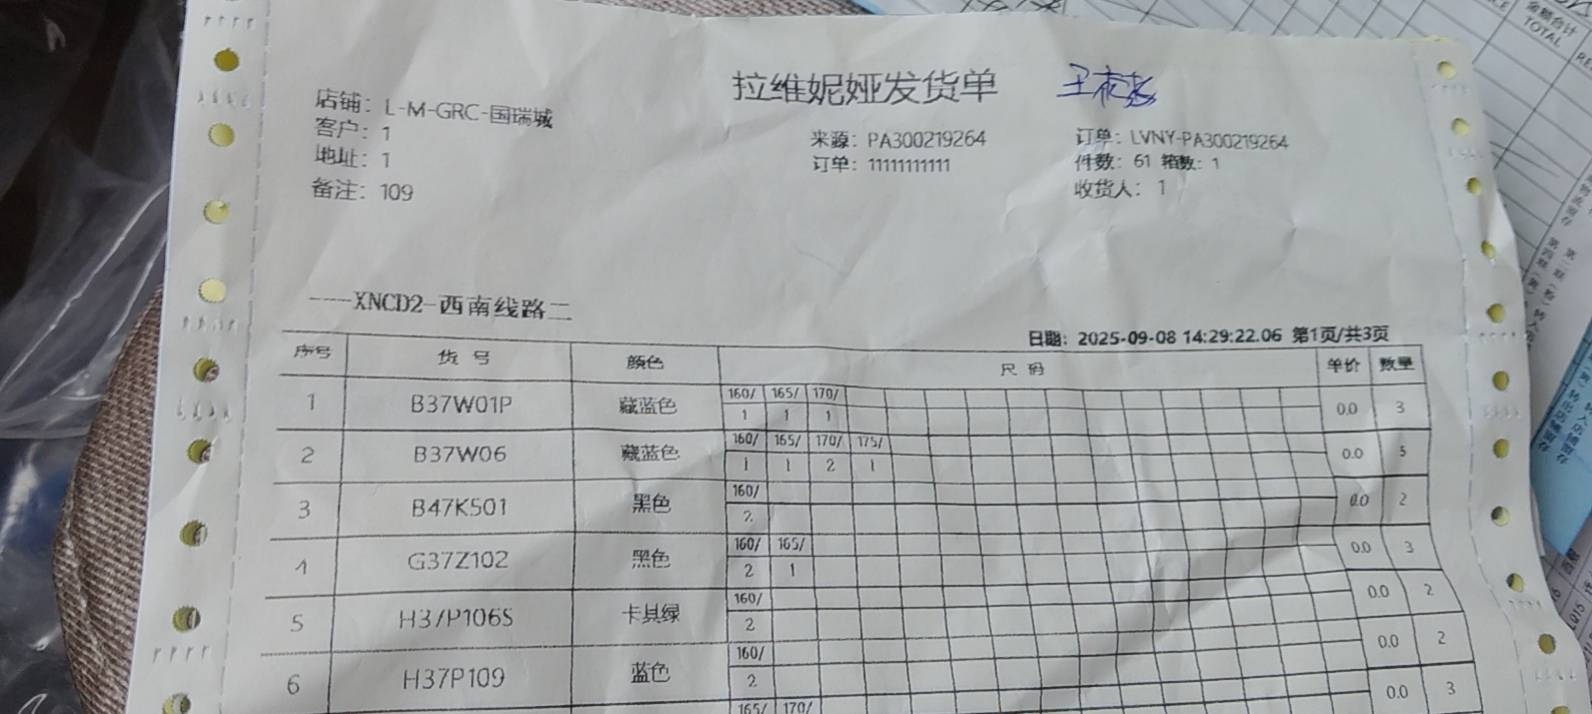 拉维妮娅发货单
店铺: L-M-GRC-国瑞城
客户: 1
地址: 1
备注: 109
来源: PA300219264
订单: 11111111111
订单: LVNY-PA300219264
件数: 61 箱数: 1
收货人: 1
----XNCD2-西南线路二
日期: 2025-09-08 14:29:22.06 第1页/共3页
序号 货号 颜色 尺码 单价 数量
160/ 165/ 170/
1 B37W01P 藏蓝色 1 1 1 0.0 3
160/ 165/ 170/ 175/
2 B37W06 藏蓝色 1 1 2 1 0.0 5
160/
3 B47K501 黑色 2 0.0 2
160/ 165/
4 G37Z102 黑色 2 1 0.0 3
160/
5 H37P106S 卡其绿 2 0.0 2
160/
6 H37P109 蓝色 2 0.0 2
165/ 170/
0.0 3
金额合计
TOTAL